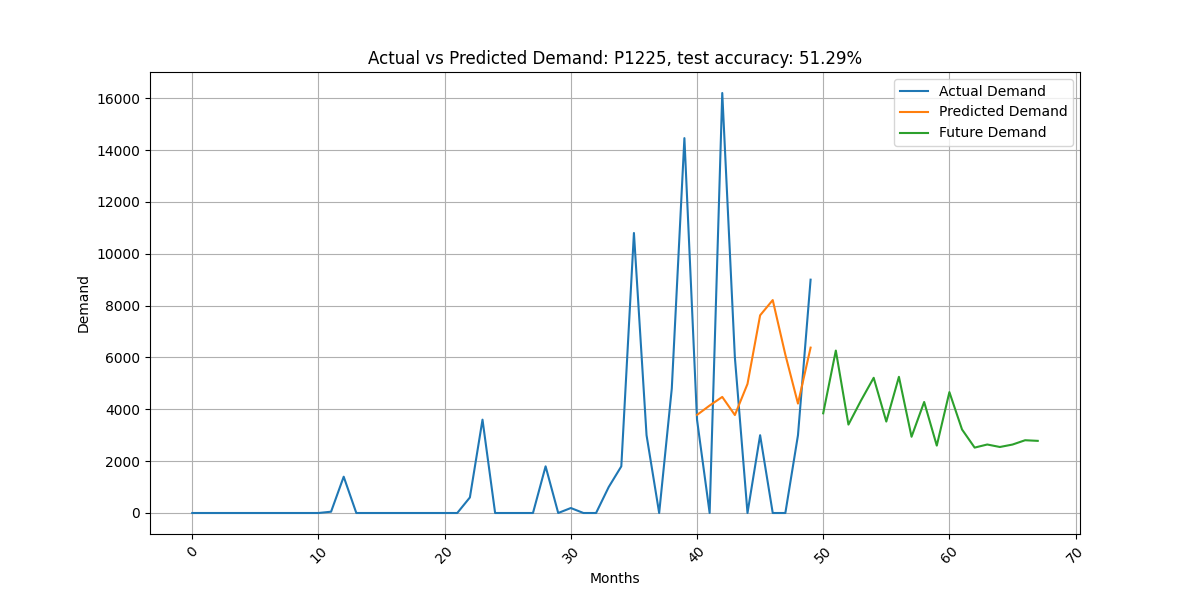 Actual vs Predicted Demand: P1225, test accuracy: 51.29%
Actual Demand
Predicted Demand
Future Demand
16000
14000
12000
10000
8000
6000
4000
2000
0
Demand
0 10 20 30 40 50 60 70
Months